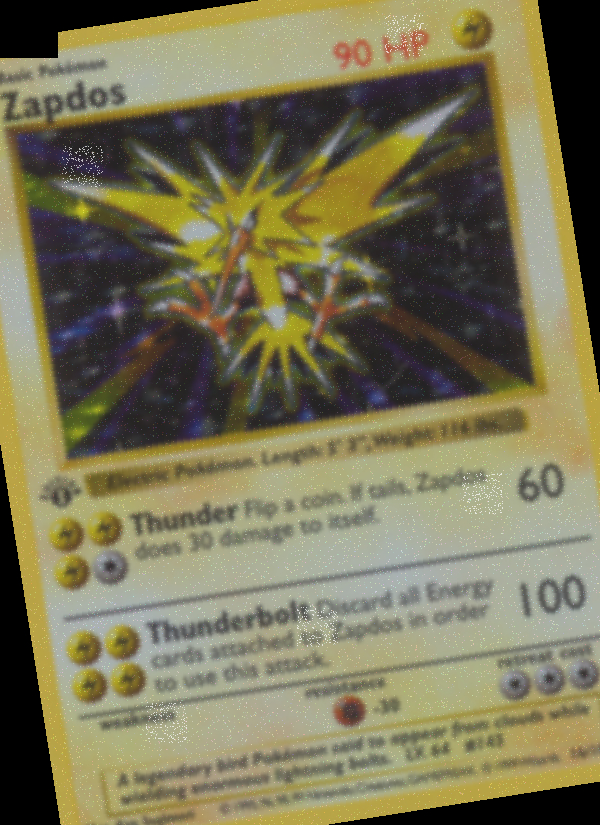 Basic Pokémon
Zapdos
90 HP
Electric Pokémon. Length: 5' 3", Weight: 116 lbs.
1
Thunder Flip a coin. If tails, Zapdos
does 30 damage to itself.
60
Thunderbolt Discard all Energy
cards attached to Zapdos in order
to use this attack.
100
weakness
resistance
-30
retreat cost
A legendary bird Pokémon said to appear from clouds while
wielding enormous lightning bolts. LV. 64 #145